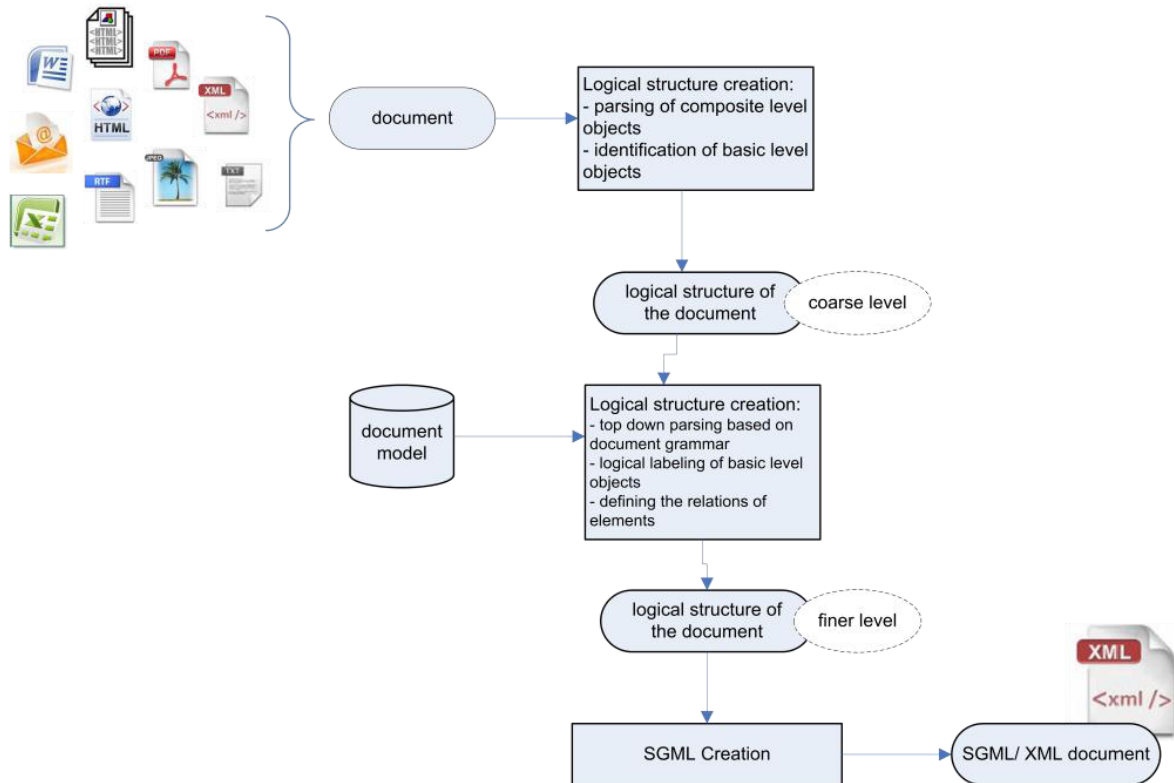 <HTML>
<HTML>
<HTML>
W
PDF
XML
<xml />
@
HTML
RTF
JPEG
TXT
X
document
Logical structure creation:
- parsing of composite level
objects
- identification of basic level
objects
logical structure of
the document
coarse level
document
model
Logical structure creation:
- top down parsing based on
document grammar
- logical labeling of basic level
objects
- defining the relations of
elements
logical structure of
the document
finer level
XML
<xml />
SGML Creation
SGML/ XML document